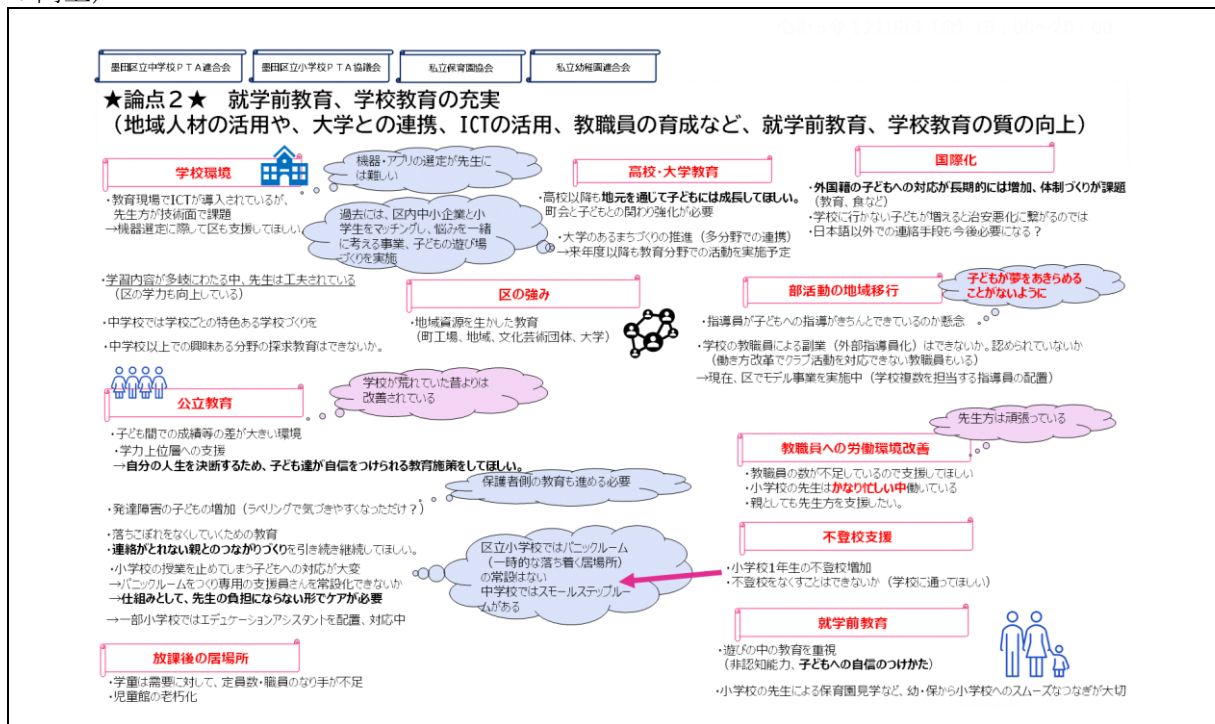 墨田区立中学校PTA連合会
墨田区立小学校PTA協議会
私立保育園協会
私立幼稚園連合会
★論点2★　就学前教育、学校教育の充実
（地域人材の活用や、大学との連携、ICTの活用、教職員の育成など、就学前教育、学校教育の質の向上）
学校環境
・教育現場でICTが導入されているが、
先生方が技術面で課題
→機器選定に際して区も支援してほしい
機器・アプリの選定が先生に
は難しい
過去には、区内中小企業と小
学生をマッチングし、悩みを一緒
に考える事業、子どもの遊び場
づくりを実施
・学習内容が多岐にわたる中、先生は工夫されている
（区の学力も向上している）
・中学校では学校ごとの特色ある学校づくりを
・中学校以上での興味ある分野の探求教育はできないか。
高校・大学教育
・高校以降も地元を通じて子どもには成長してほしい。
町会と子どもとの関わり強化が必要
・大学のあるまちづくりの推進（多分野での連携）
→来年度以降も教育分野での活動を実施予定
国際化
・外国籍の子どもへの対応が長期的には増加、体制づくりが課題
（教育、食など）
・学校に行かない子どもが増えると治安悪化に繋がるのでは
・日本語以外での連絡手段も今後必要になる？
区の強み
・地域資源を生かした教育
（町工場、地域、文化芸術団体、大学）
部活動の地域移行
子どもが夢をあきらめる
ことがないように
・指導員が子どもへの指導がきちんとできているのか懸念
・学校の教職員による副業（外部指導員化）はできないか。認められていないか
（働き方改革でクラブ活動を対応できない教職員もいる）
→現在、区でモデル事業を実施中（学校複数を担当する指導員の配置）
公立教育
学校が荒れていた昔よりは
改善されている
・子ども間での成績等の差が大きい環境
・学力上位層への支援
→自分の人生を決断するため、子ども達が自信をつけられる教育施策をしてほしい。
保護者側の教育も進める必要
・発達障害の子どもの増加（ラベリングで気づきやすくなっただけ？）
・落ちこぼれをなくしていくための教育
・連絡がとれない親とのつながりづくりを引き続き継続してほしい。
・小学校の授業を止めてしまう子どもへの対応が大変
→パニックルームをつくり専用の支援員さんを常設化できないか
→仕組みとして、先生の負担にならない形でケアが必要
→一部小学校ではエデュケーションアシスタントを配置、対応中
区立小学校ではパニックルーム
（一時的な落ち着く居場所）
の常設はない
中学校ではスモールステップルー
ムがある
教職員への労働環境改善
先生方は頑張っている
・教職員の数が不足しているので支援してほしい
・小学校の先生はかなり忙しい中働いている
・親としても先生方を支援したい。
不登校支援
・小学校1年生の不登校増加
・不登校をなくすことはできないか（学校に通ってほしい）
就学前教育
・遊びの中の教育を重視
（非認知能力、子どもへの自信のつけかた）
・小学校の先生による保育園見学など、幼・保から小学校へのスムーズなつなぎが大切
放課後の居場所
・学童は需要に対して、定員数・職員のなり手が不足
・児童館の老朽化